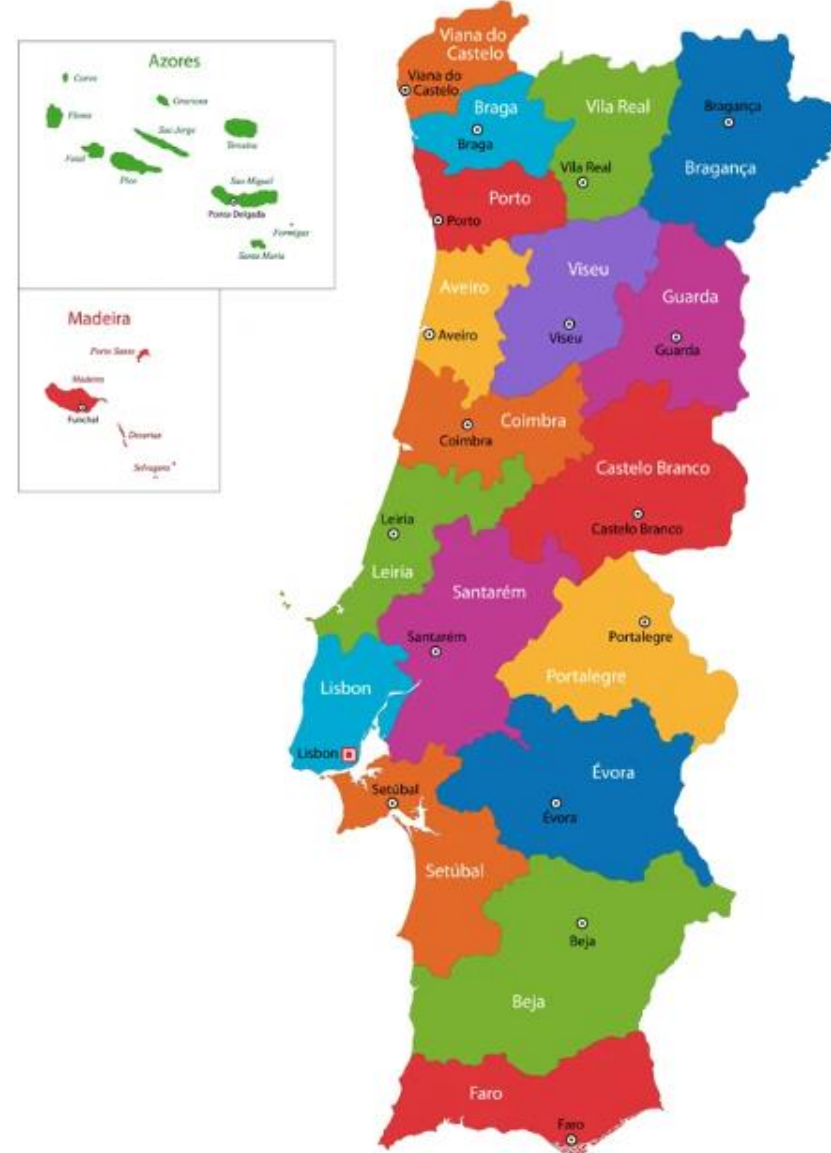 Azores
Corvo
Flores
Graciosa
Sao Jorge
Terceira
Faial
Pico
Sao Miguel
Ponta Delgada
Formigas
Santa Maria
Madeira
Porto Santo
Madeira
Funchal
Desertas
Selvagens
Viana do
Castelo
Viana do
Castelo
Braga
Braga
Vila Real
Vila Real
Bragança
Bragança
Porto
Porto
Aveiro
Aveiro
Viseu
Viseu
Guarda
Guarda
Coimbra
Coimbra
Castelo Branco
Castelo Branco
Leiria
Leiria
Santarém
Santarém
Portalegre
Portalegre
Lisbon
Lisbon
Évora
Évora
Setúbal
Setúbal
Beja
Beja
Faro
Faro